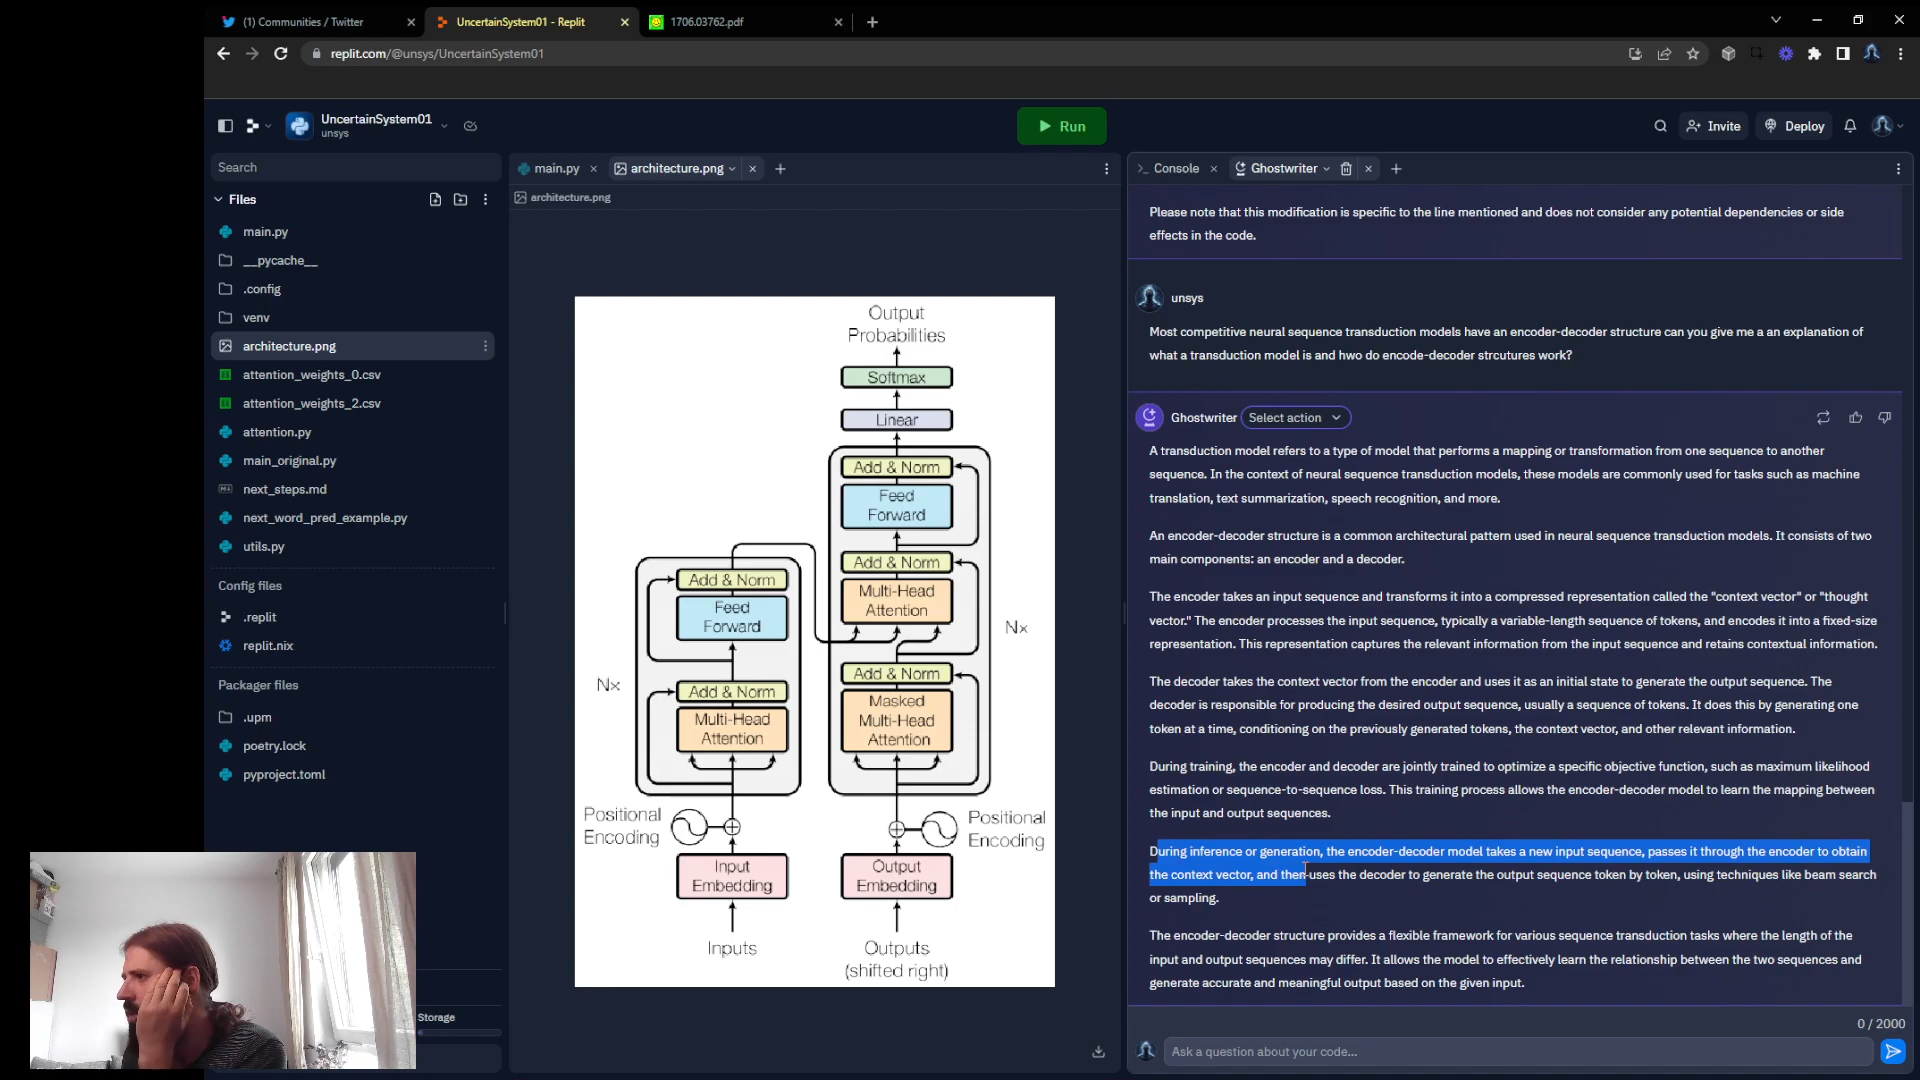 (1) Communities / Twitter
UncertainSystem01 - Replit
1706.03762.pdf
replit.com/@unsys/UncertainSystem01
UncertainSystem01
unsys
Run
Invite
Deploy
Search
Files
main.py
__pycache__
.config
venv
architecture.png
attention_weights_0.csv
attention_weights_2.csv
attention.py
main_original.py
next_steps.md
next_word_pred_example.py
utils.py
Config files
.replit
replit.nix
Packager files
.upm
poetry.lock
pyproject.toml
Storage
main.py
architecture.png
architecture.png
Output
Probabilities
Softmax
Linear
Add & Norm
Feed
Forward
Add & Norm
Multi-Head
Attention
Add & Norm
Masked
Multi-Head
Attention
Nx
Add & Norm
Feed
Forward
Add & Norm
Multi-Head
Attention
Nx
Positional
Encoding
Positional
Encoding
Input
Embedding
Output
Embedding
Inputs
Outputs
(shifted right)
Console
Ghostwriter
Please note that this modification is specific to the line mentioned and does not consider any potential dependencies or side
effects in the code.
unsys
Most competitive neural sequence transduction models have an encoder-decoder structure can you give me a an explanation of
what a transduction model is and hwo do encode-decoder strcutures work?
Ghostwriter
Select action
A transduction model refers to a type of model that performs a mapping or transformation from one sequence to another
sequence. In the context of neural sequence transduction models, these models are commonly used for tasks such as machine
translation, text summarization, speech recognition, and more.
An encoder-decoder structure is a common architectural pattern used in neural sequence transduction models. It consists of two
main components: an encoder and a decoder.
The encoder takes an input sequence and transforms it into a compressed representation called the "context vector" or "thought
vector." The encoder processes the input sequence, typically a variable-length sequence of tokens, and encodes it into a fixed-size
representation. This representation captures the relevant information from the input sequence and retains contextual information.
The decoder takes the context vector from the encoder and uses it as an initial state to generate the output sequence. The
decoder is responsible for producing the desired output sequence, usually a sequence of tokens. It does this by generating one
token at a time, conditioning on the previously generated tokens, the context vector, and other relevant information.
During training, the encoder and decoder are jointly trained to optimize a specific objective function, such as maximum likelihood
estimation or sequence-to-sequence loss. This training process allows the encoder-decoder model to learn the mapping between
the input and output sequences.
During inference or generation, the encoder-decoder model takes a new input sequence, passes it through the encoder to obtain
the context vector, and then uses the decoder to generate the output sequence token by token, using techniques like beam search
or sampling.
The encoder-decoder structure provides a flexible framework for various sequence transduction tasks where the length of the
input and output sequences may differ. It allows the model to effectively learn the relationship between the two sequences and
generate accurate and meaningful output based on the given input.
0 / 2000
Ask a question about your code...